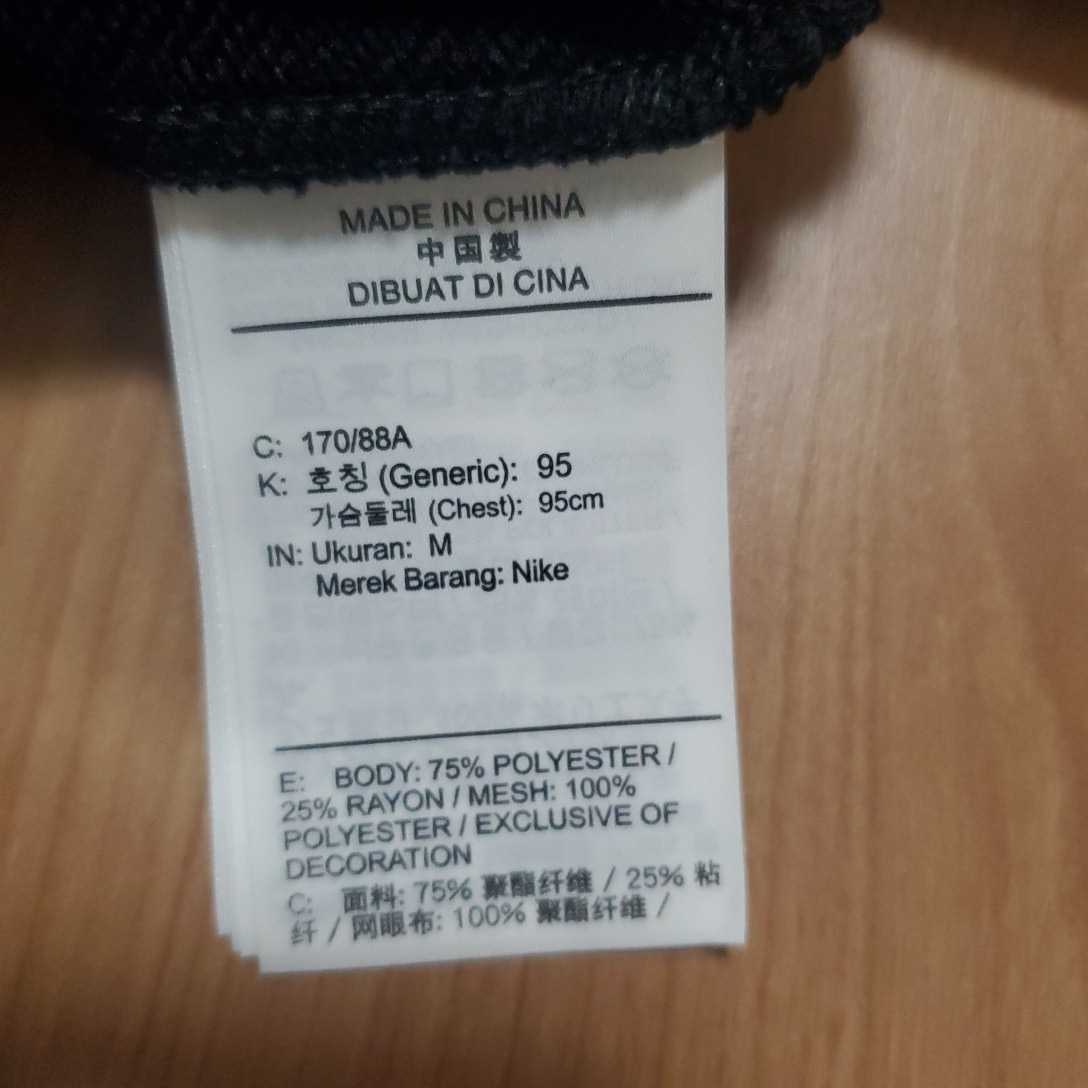 MADE IN CHINA
中国製
DIBUAT DI CINA
C: 170/88A
K: 호칭 (Generic): 95
가슴둘레 (Chest): 95cm
IN: Ukuran: M
Merek Barang: Nike
E: BODY: 75% POLYESTER /
25% RAYON / MESH: 100%
POLYESTER / EXCLUSIVE OF
DECORATION
C: 面料: 75% 聚酯纤维 / 25% 粘
纤 / 网眼布: 100% 聚酯纤维 /